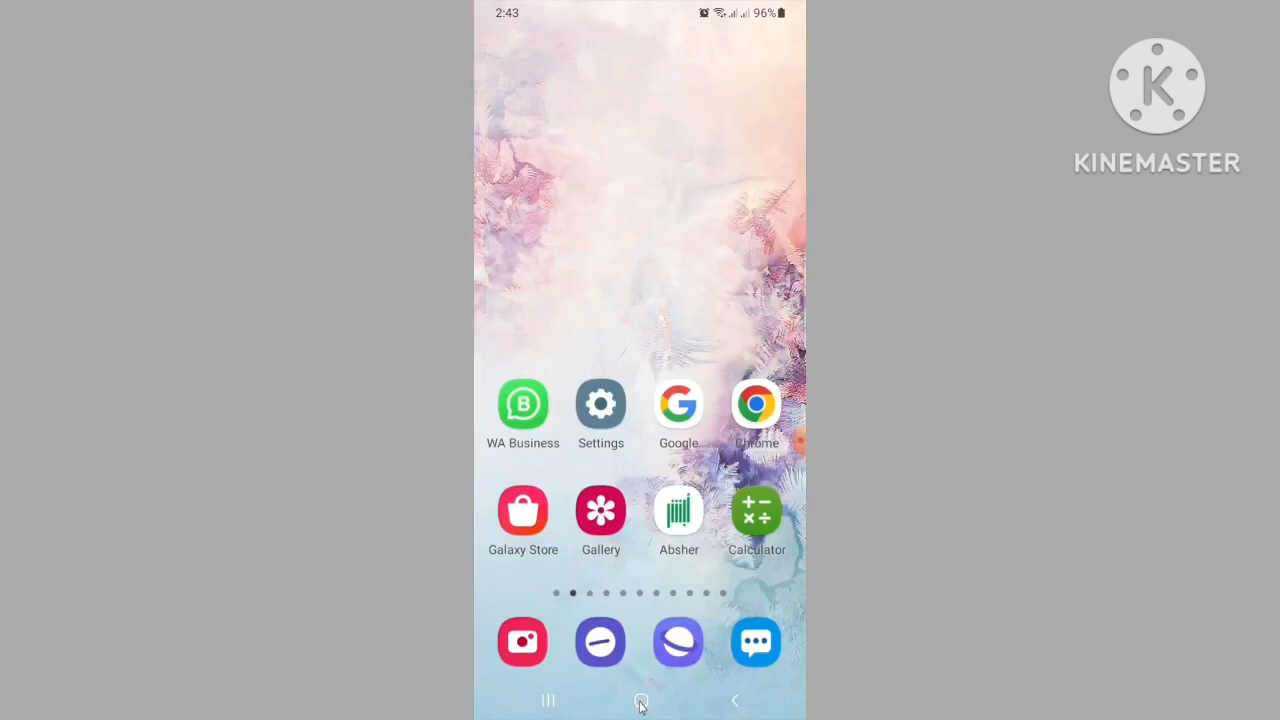 2:43
96%
KINEMASTER
WA Business
Settings
Google
Chrome
Galaxy Store
Gallery
Absher
Calculator